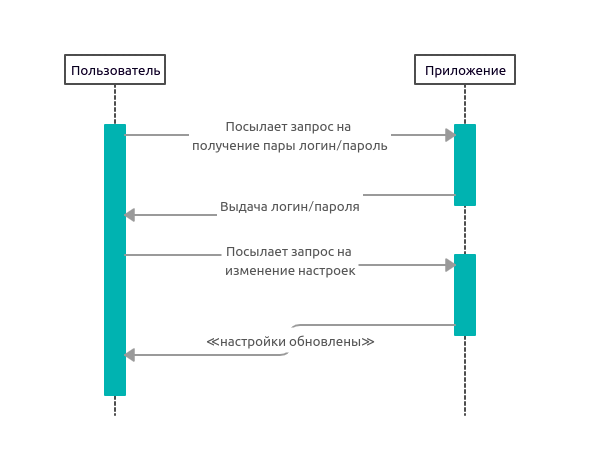 Пользователь
Приложение
Посылает запрос на
получение пары логин/пароль
Выдача логин/пароля
Посылает запрос на
изменение настроек
≪настройки обновлены≫